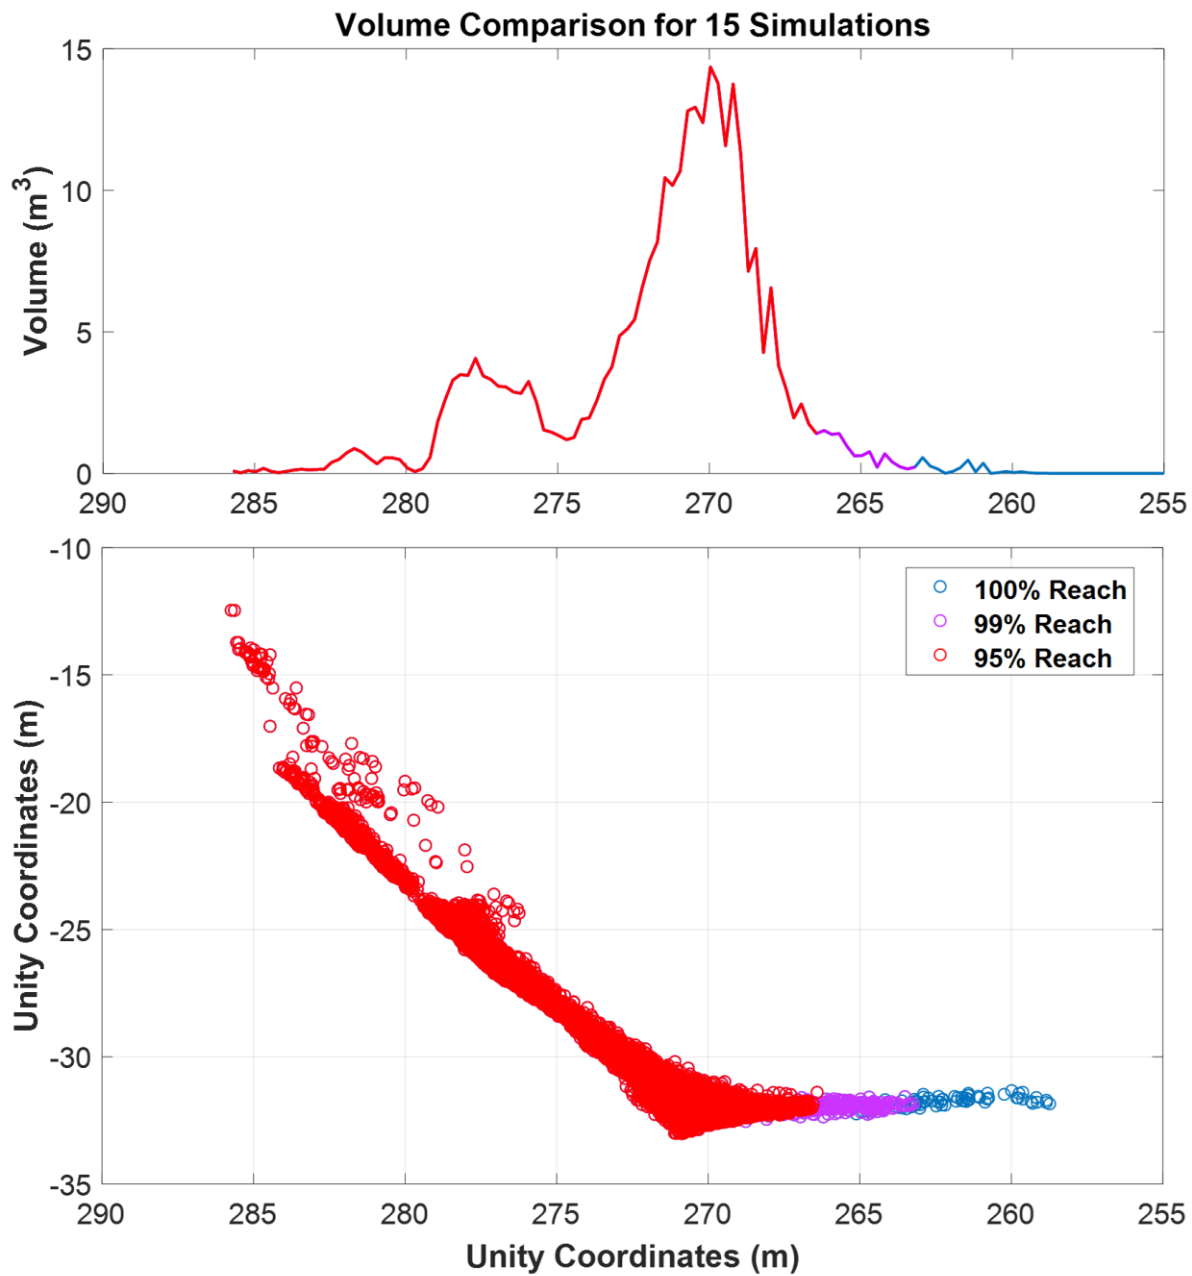 Volume Comparison for 15 Simulations
15
10
5
0
Volume (m³)
290 285 280 275 270 265 260 255
-10
-15
-20
-25
-30
-35
Unity Coordinates (m)
100% Reach
99% Reach
95% Reach
290 285 280 275 270 265 260 255
Unity Coordinates (m)